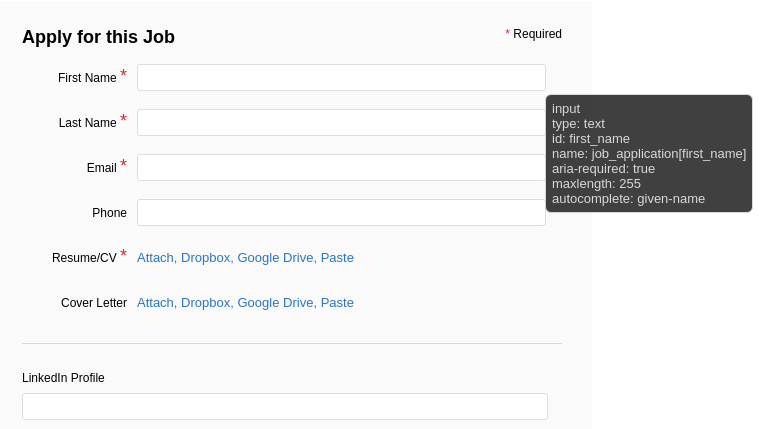 Apply for this Job
* Required
First Name *
Last Name *
input
type: text
id: first_name
name: job_application[first_name]
aria-required: true
maxlength: 255
autocomplete: given-name
Email *
Phone
Resume/CV * Attach, Dropbox, Google Drive, Paste
Cover Letter Attach, Dropbox, Google Drive, Paste
LinkedIn Profile